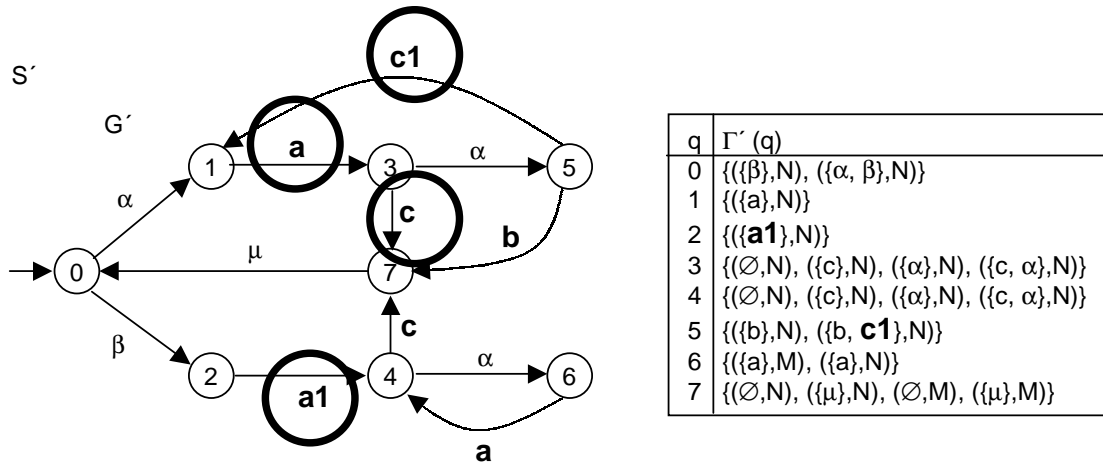 S´
G´
c1
a
1
3
α
5
α
c
b
0
μ
7
β
c
2
4
α
6
a1
a
q Γ´ (q)
0 {({β},N), ({α, β},N)}
1 {({a},N)}
2 {({a1},N)}
3 {(∅,N), ({c},N), ({α},N), ({c, α},N)}
4 {(∅,N), ({c},N), ({α},N), ({c, α},N)}
5 {({b},N), ({b, c1},N)}
6 {({a},M), ({a},N)}
7 {(∅,N), ({μ},N), (∅,M), ({μ},M)}